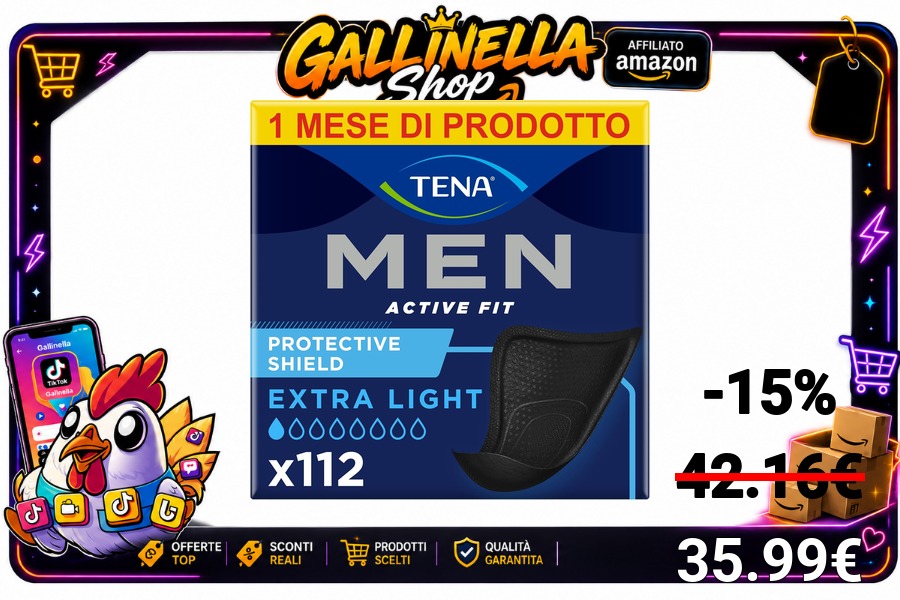 GALLINELLA
Shop
AFFILIATO
amazon
1 MESE DI PRODOTTO
TENA®
MEN
ACTIVE FIT
PROTECTIVE
SHIELD
EXTRA LIGHT
x112
Gallinella
TikTok
Gallinella
-15%
42.16€
35.99€
OFFERTE
TOP
SCONTI
REALI
PRODOTTI
SCELTI
QUALITÀ
GARANTITA